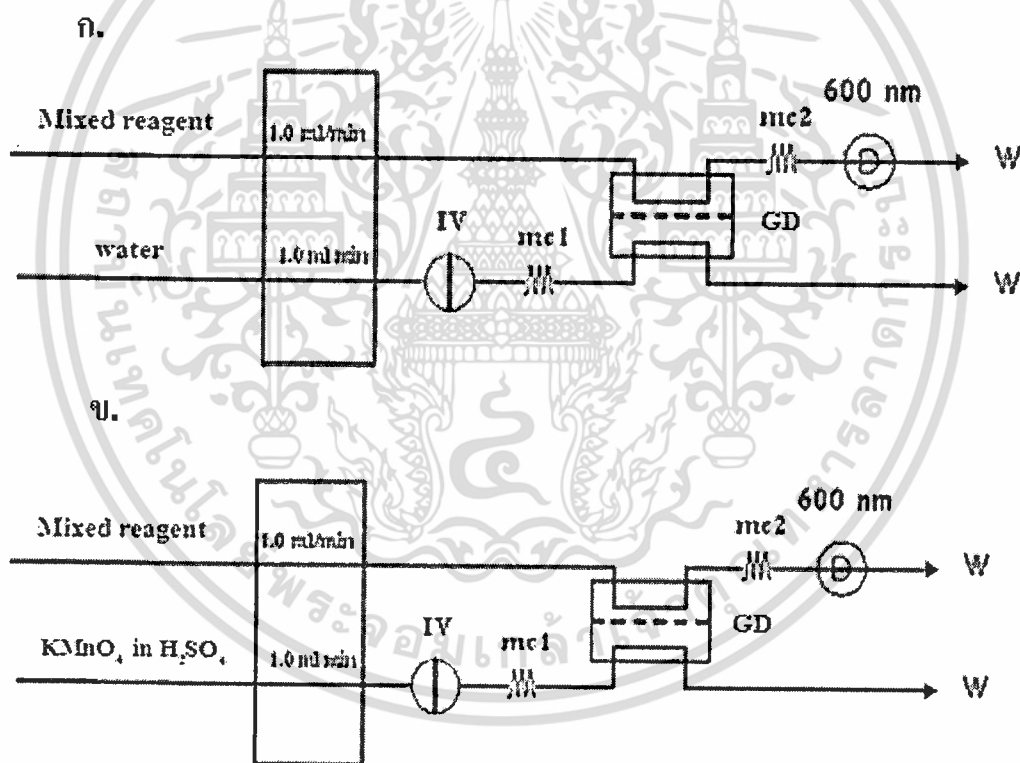 ก.
600 nm
Mixed reagent
1.0 ml/min
mc2
D
W
IV
GD
water
1.0 ml/min
mc1
W
ข.
600 nm
Mixed reagent
1.0 ml/min
mc2
D
W
IV
GD
KMnO₄ in H₂SO₄
1.0 ml/min
mc1
W